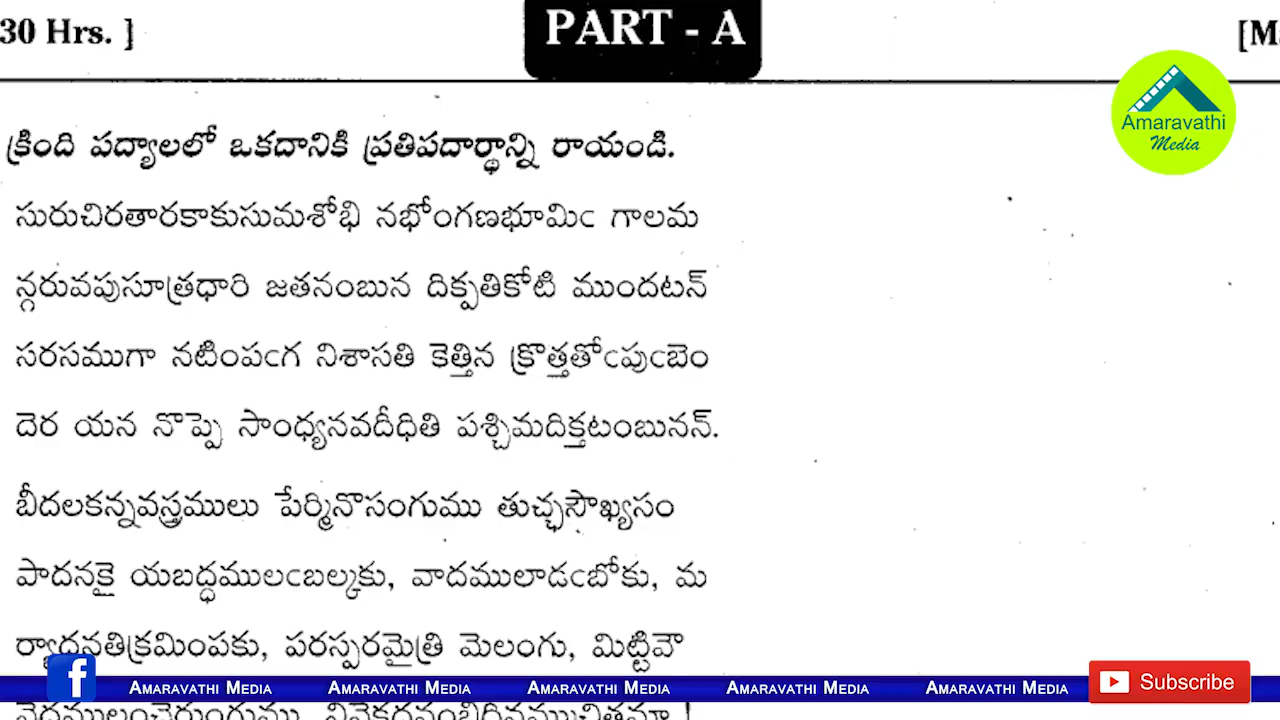 30 Hrs. ]
PART - A
[M
Amaravathi
Media
క్రింది పద్యాలలో ఒకదానికి ప్రతిపదార్థాన్ని రాయండి.
సురుచిరతారకాకుసుమశోభి నభోంగణభూమిఁ గాలమ
న్గరువపుసూత్రధారి జతనంబున దిక్పతికోటి ముందటన్
సరసముగా నటింపఁగ నిశాసతి కెత్తిన క్రొత్తతోఁపుఁబెం
దెర యన నొప్పె సాంధ్యనవదీధితి పశ్చిమదిక్తటంబునన్.
బీదలకన్నవస్త్రములు పేర్మినొసంగుము తుచ్ఛసౌఖ్యసం
పాదనకై యబద్ధములఁబల్కకు, వాదములాడఁబోకు, మ
ర్యాదనతిక్రమింపకు, పరస్పరమైత్రి మెలంగు, మిట్టివౌ
f
AMARAVATHI MEDIA AMARAVATHI MEDIA AMARAVATHI MEDIA AMARAVATHI MEDIA AMARAVATHI MEDIA
Subscribe